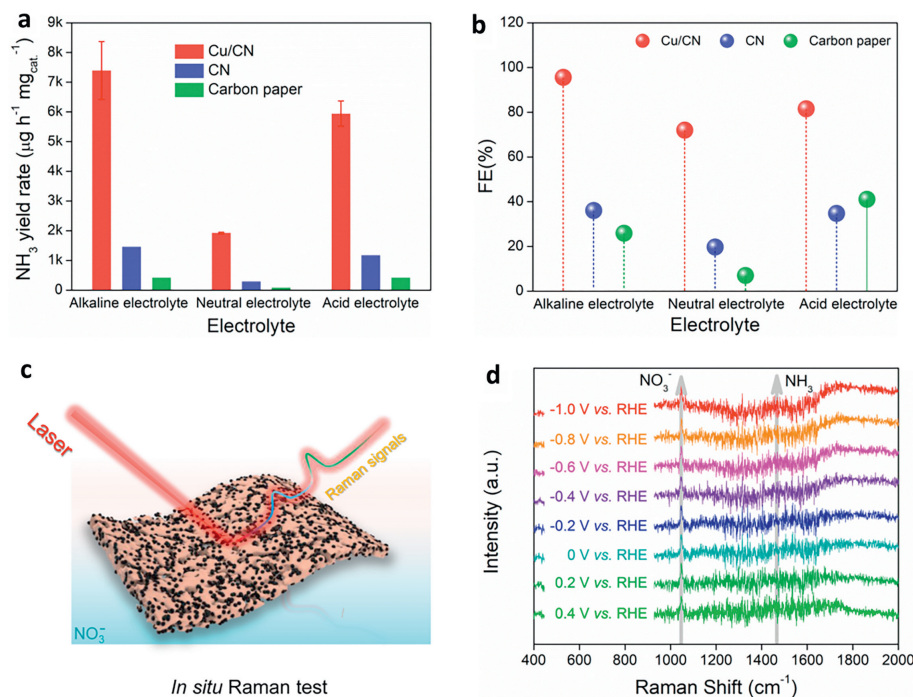 a
9k
8k
7k
6k
5k
4k
3k
2k
1k
0
NH₃ yield rate (μg h⁻¹ mg_cat.)
Cu/CN
CN
Carbon paper
Alkaline electrolyte Neutral electrolyte Acid electrolyte
Electrolyte
b
120
100
80
60
40
20
0
FE(%)
Cu/CN CN Carbon paper
Alkaline electrolyte Neutral electrolyte Acid electrolyte
Electrolyte
c
Laser
Raman signals
NO₃⁻
In situ Raman test
d
NO₃⁻ NH₃
-1.0 V vs. RHE
-0.8 V vs. RHE
-0.6 V vs. RHE
-0.4 V vs. RHE
-0.2 V vs. RHE
0 V vs. RHE
0.2 V vs. RHE
0.4 V vs. RHE
Intensity (a.u.)
400 600 800 1000 1200 1400 1600 1800 2000
Raman Shift (cm⁻¹)